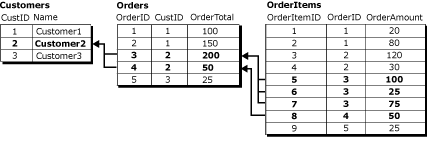 Customers
CustID Name
1 Customer1
2 Customer2
3 Customer3
Orders
OrderID CustID OrderTotal
1 1 100
2 1 150
3 2 200
4 2 50
5 3 25
OrderItems
OrderItemID OrderID OrderAmount
1 1 20
2 1 80
3 2 120
4 2 30
5 3 100
6 3 25
7 3 75
8 4 50
9 5 25